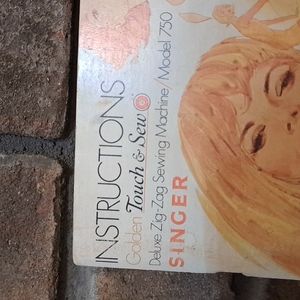 INSTRUCTIONS
Golden Touch & Sew
Deluxe Zig-Zag Sewing Machine / Model 750
SINGER